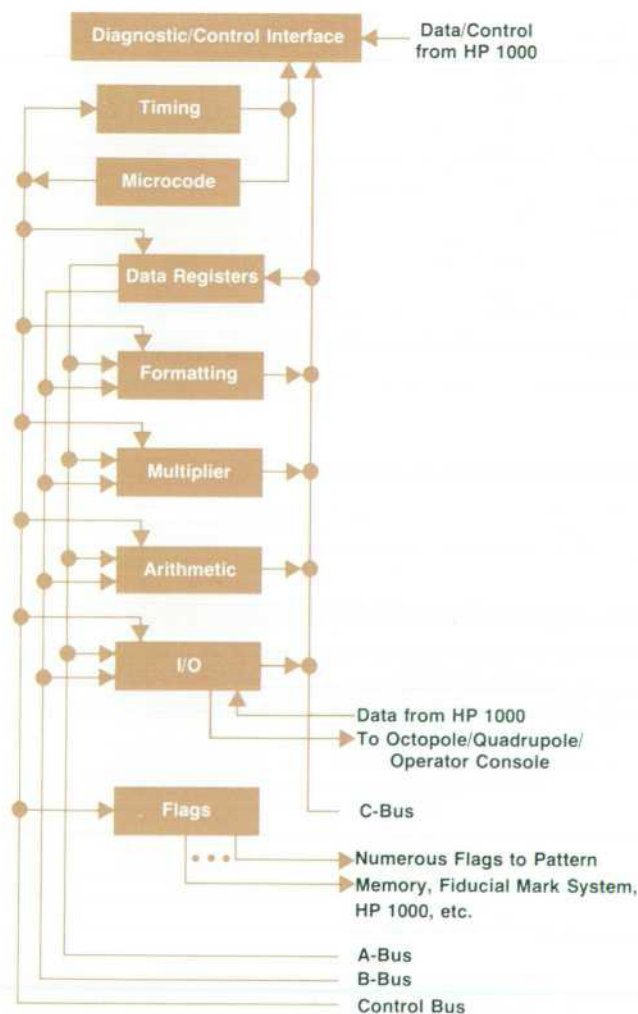 Diagnostic/Control Interface
Data/Control
from HP 1000
Timing
Microcode
Data Registers
Formatting
Multiplier
Arithmetic
I/O
Data from HP 1000
To Octopole/Quadrupole/
Operator Console
C-Bus
Flags
Numerous Flags to Pattern
Memory, Fiducial Mark System,
HP 1000, etc.
A-Bus
B-Bus
Control Bus